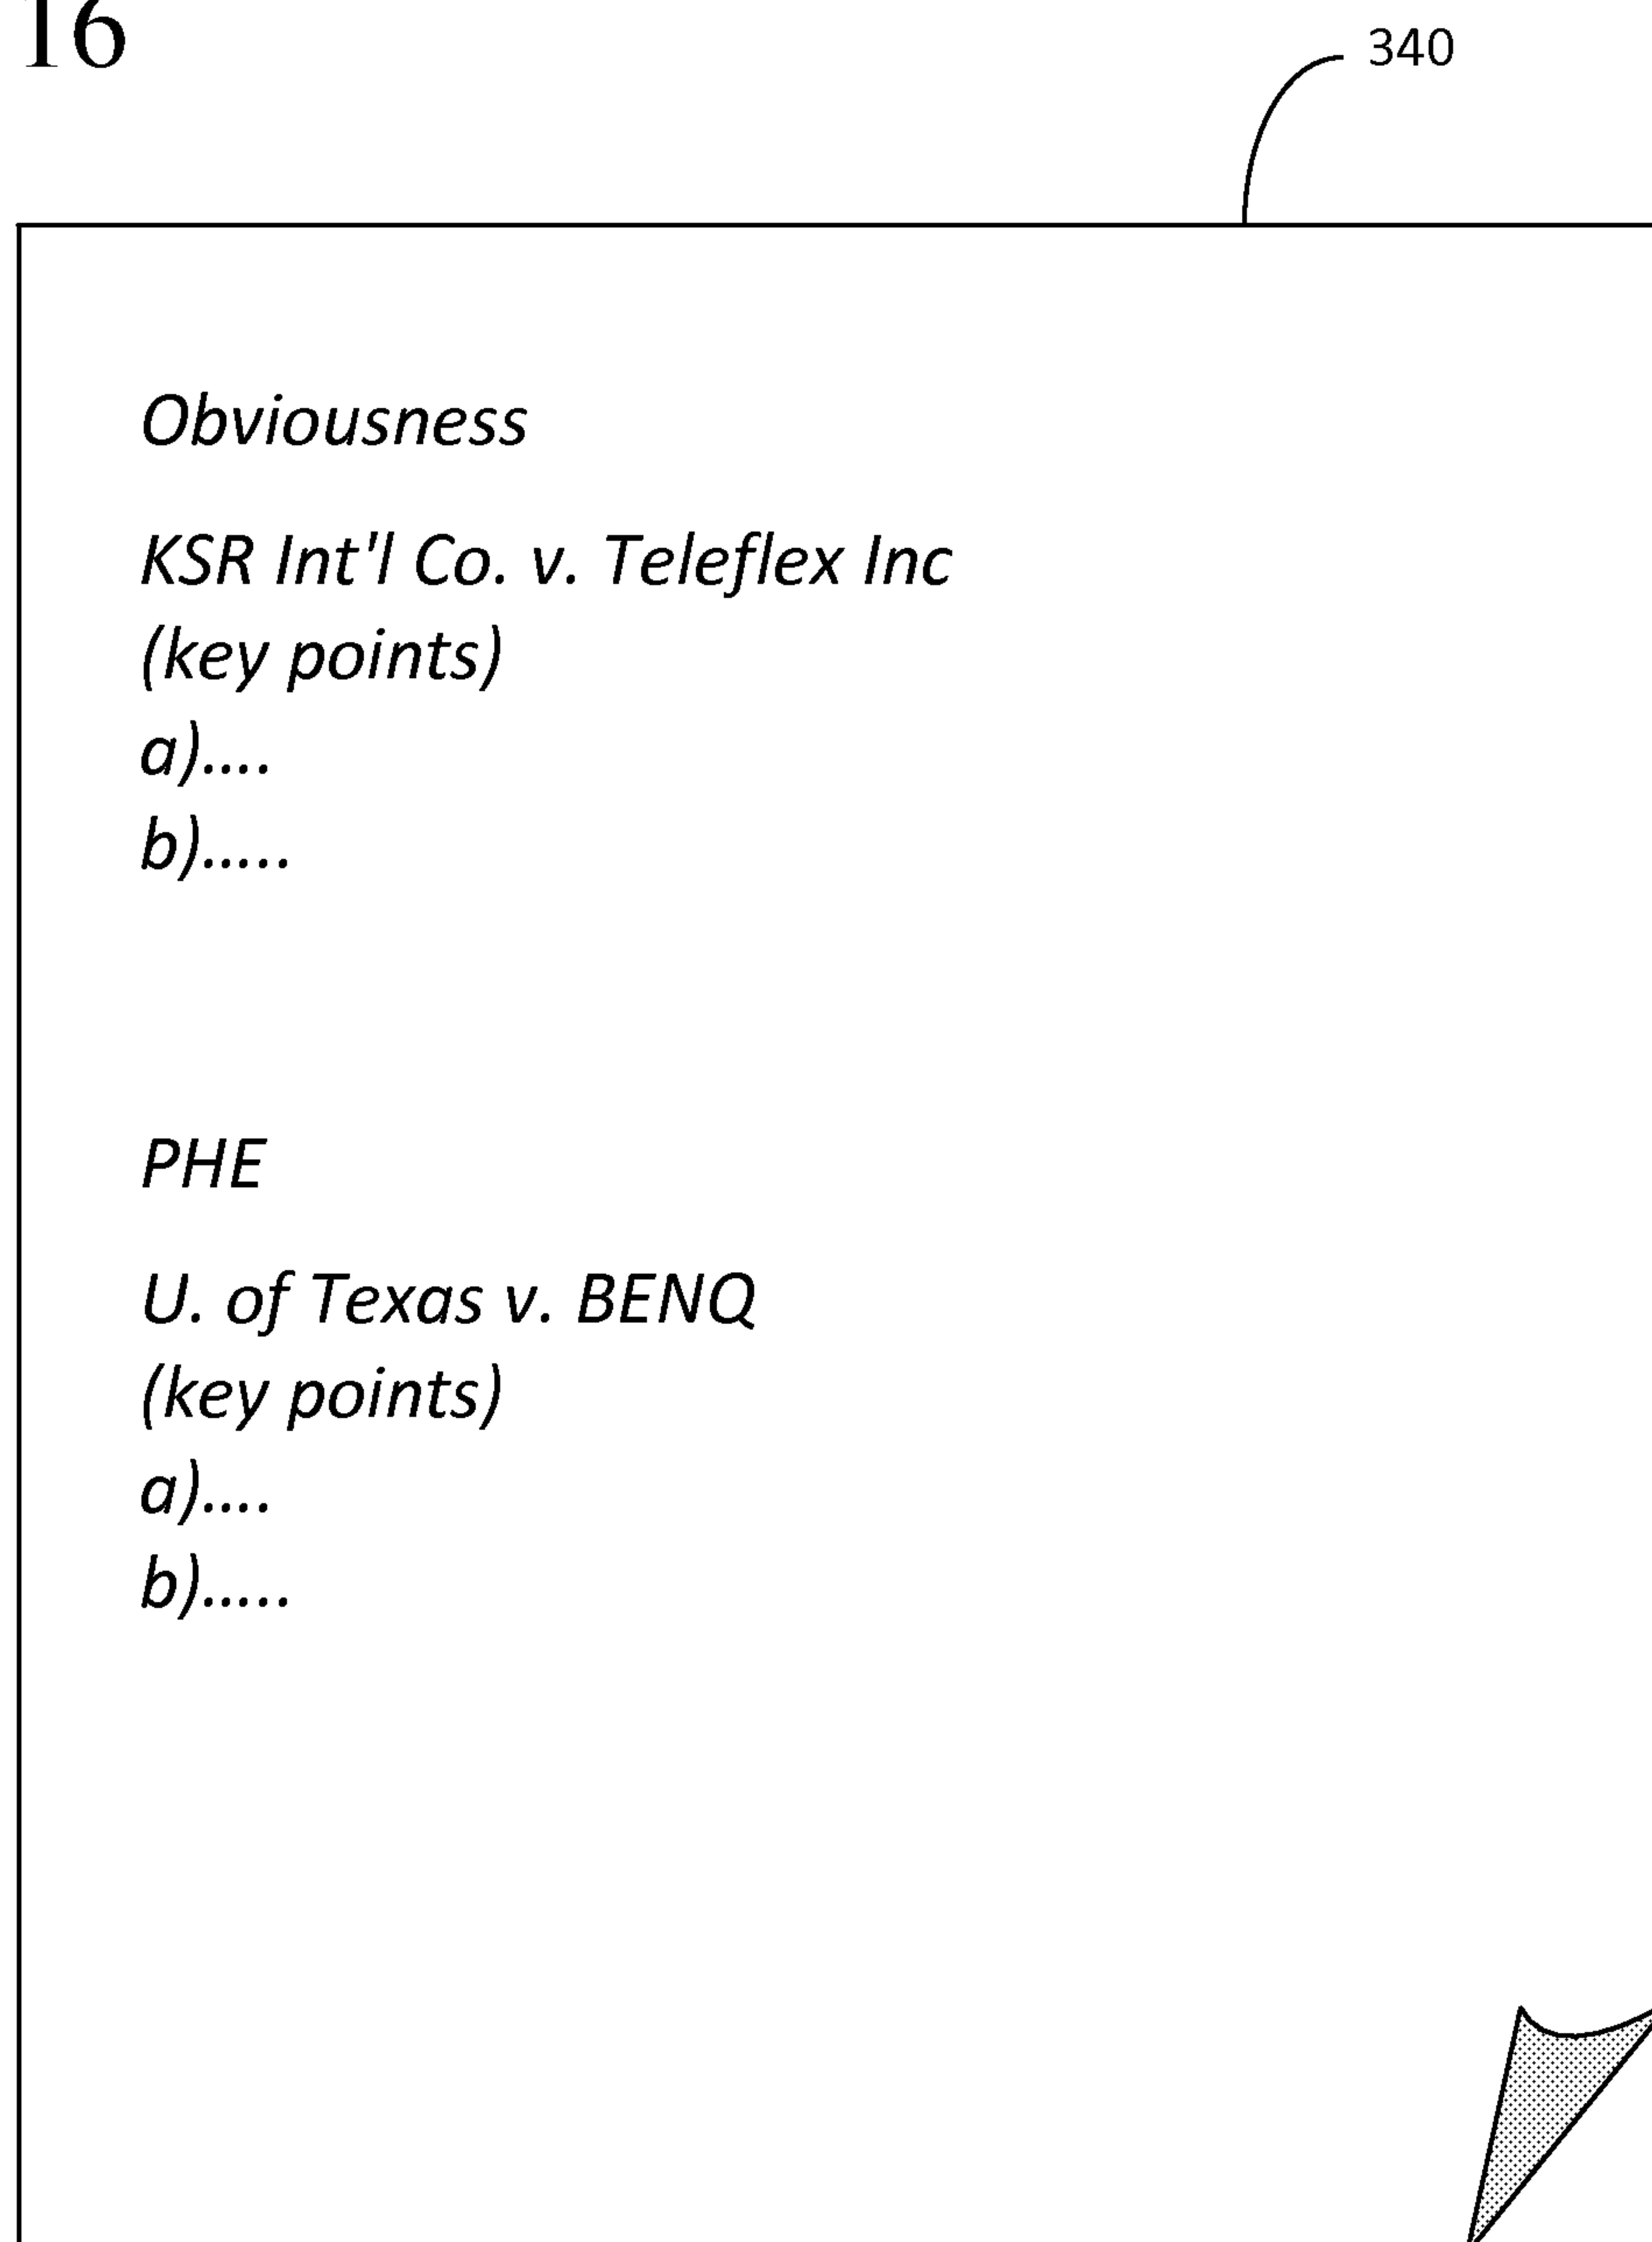 16
340
Obviousness
KSR Int'l Co. v. Teleflex Inc
(key points)
a)....
b).....
PHE
U. of Texas v. BENQ
(key points)
a)....
b).....